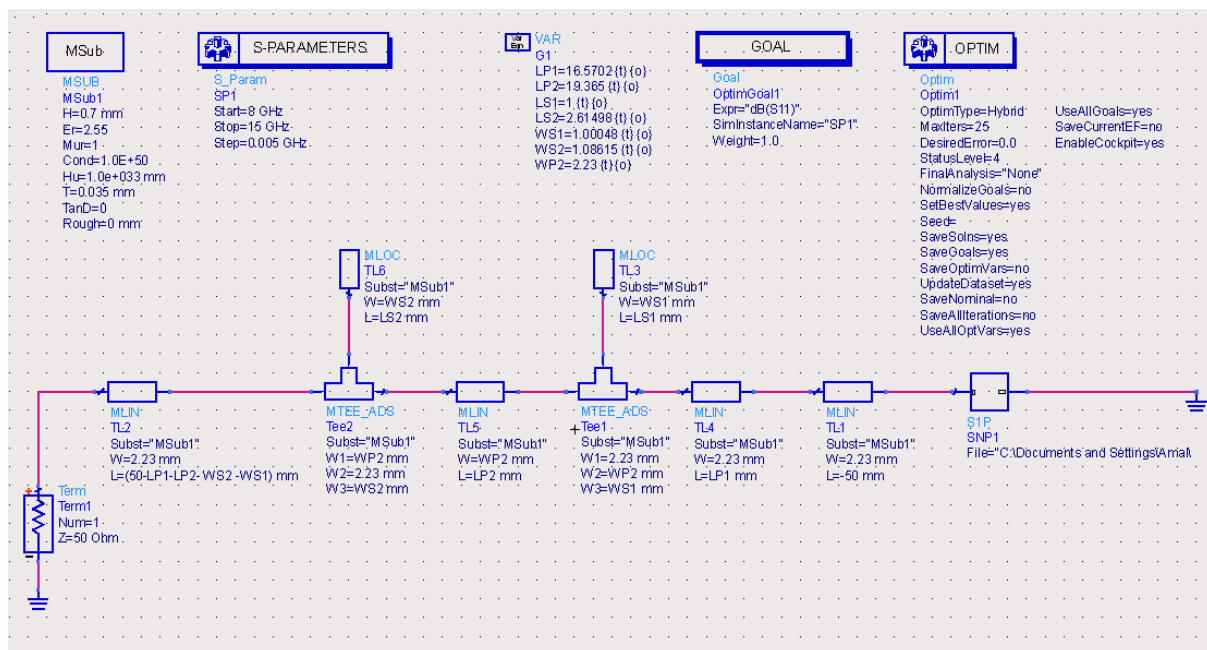 MSub
MSUB
MSub1
H=0.7 mm
Er=2.55
Mur=1
Cond=1.0E+50
Hu=1.0e+033 mm
T=0.035 mm
TanD=0
Rough=0 mm
S-PARAMETERS
S_Param
SP1
Start=8 GHz
Stop=15 GHz
Step=0.005 GHz
Var
Eqn
VAR
G1
LP1=16.5702 {t} {o}
LP2=19.365 {t} {o}
LS1=1 {t} {o}
LS2=2.61498 {t} {o}
WS1=1.00048 {t} {o}
WS2=1.08615 {t} {o}
WP2=2.23 {t} {o}
GOAL
Goal
OptimGoal1
Expr="dB(S11)"
SimInstanceName="SP1"
Weight=1.0
OPTIM
Optim
Optim1
OptimType=Hybrid
MaxIters=25
DesiredError=0.0
StatusLevel=4
FinalAnalysis="None"
NormalizeGoals=no
SetBestValues=yes
Seed=
SaveSolns=yes
SaveGoals=yes
SaveOptimVars=no
UpdateDataset=yes
SaveNominal=no
SaveAllIterations=no
UseAllOptVars=yes
UseAllGoals=yes
SaveCurrentEF=no
EnableCockpit=yes
MLOC
TL6
Subst="MSub1"
W=WS2 mm
L=LS2 mm
MLOC
TL3
Subst="MSub1"
W=WS1 mm
L=LS1 mm
MLIN
TL2
Subst="MSub1"
W=2.23 mm
L=(50-LP1-LP2-WS2-WS1) mm
MTEE_ADS
Tee2
Subst="MSub1"
W1=WP2 mm
W2=2.23 mm
W3=WS2 mm
MLIN
TL5
Subst="MSub1"
W=WP2 mm
L=LP2 mm
MTEE_ADS
Tee1
Subst="MSub1"
W1=2.23 mm
W2=WP2 mm
W3=WS1 mm
MLIN
TL4
Subst="MSub1"
W=2.23 mm
L=LP1 mm
MLIN
TL1
Subst="MSub1"
W=2.23 mm
L=-50 mm
S1P
SNP1
File="C:\Documents and Settings\Amal\
Term
Term1
Num=1
Z=50 Ohm